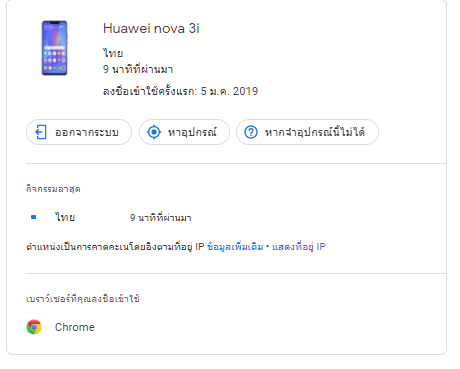 Huawei nova 3i
ไทย
9 นาทีที่ผ่านมา
ลงชื่อเข้าใช้ครั้งแรก: 5 ม.ค. 2019
ออกจากระบบ
หาอุปกรณ์
หากจำอุปกรณ์นี้ไม่ได้
กิจกรรมล่าสุด
ไทย 9 นาทีที่ผ่านมา
ตำแหน่งเป็นการคาดคะเนโดยอิงตามที่อยู่ IP ข้อมูลเพิ่มเติม • แสดงที่อยู่ IP
เบราว์เซอร์ที่คุณลงชื่อเข้าใช้
Chrome